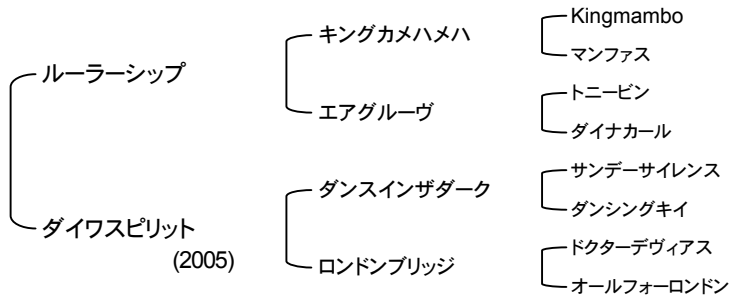 Kingmambo
キングカメハメハ
マンファス
ルーラーシップ
トニービン
エアグルーヴ
ダイナカール
サンデーサイレンス
ダンスインザダーク
ダンシングキイ
ダイワスピリット
(2005)
ドクターデヴィアス
ロンドンブリッジ
オールフォーロンドン